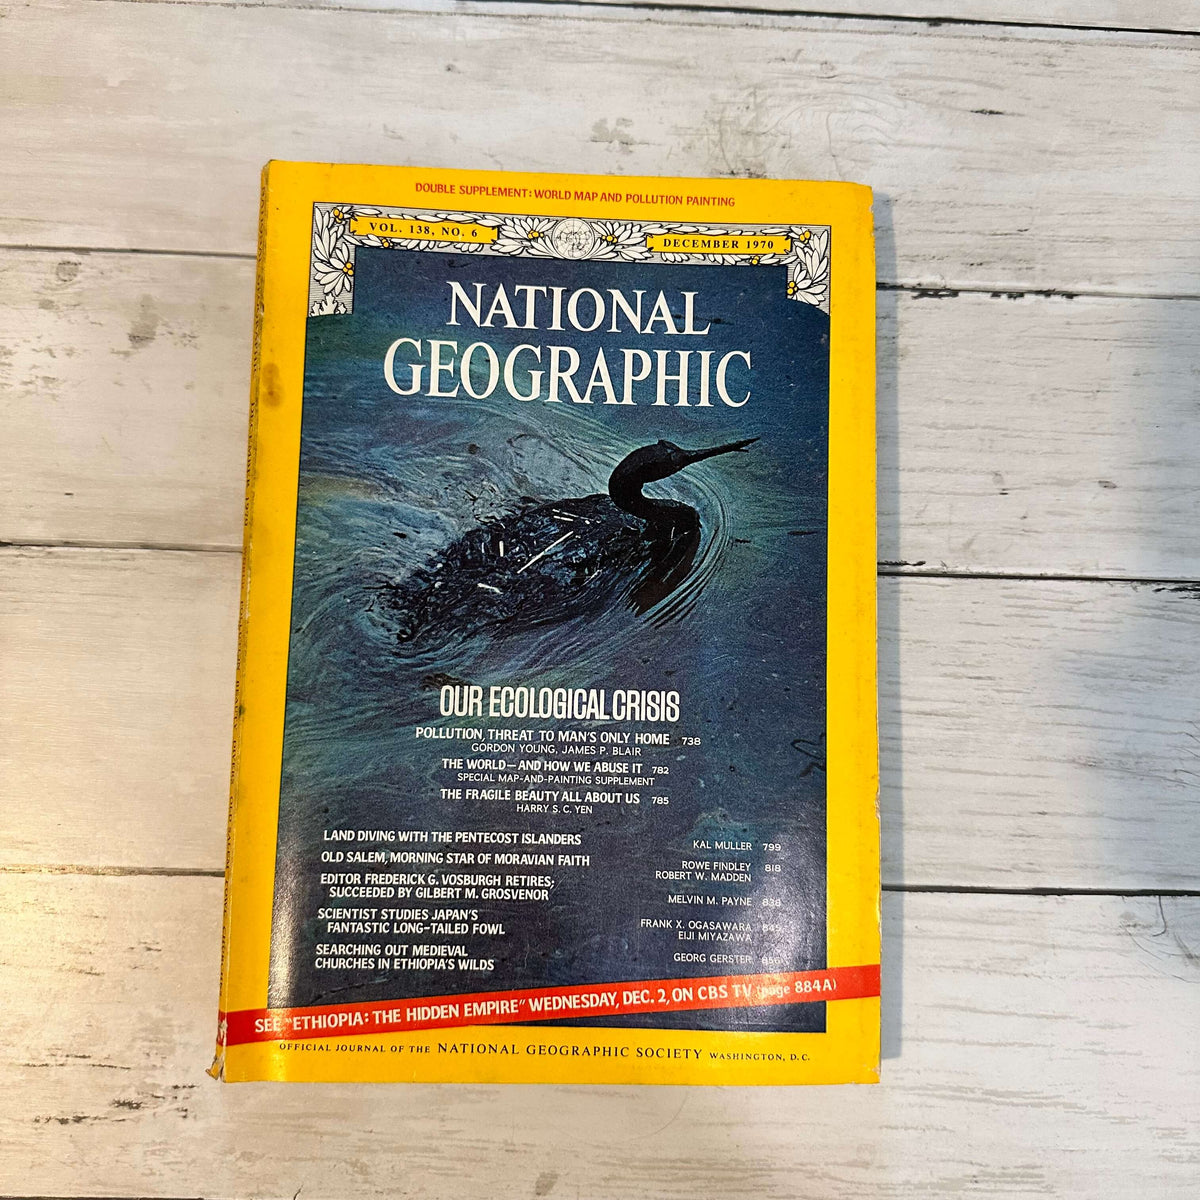 DOUBLE SUPPLEMENT: WORLD MAP AND POLLUTION PAINTING
VOL. 138, NO. 6
DECEMBER 1970
NATIONAL
GEOGRAPHIC
OUR ECOLOGICAL CRISIS
POLLUTION, THREAT TO MAN'S ONLY HOME 738
GORDON YOUNG, JAMES P. BLAIR
THE WORLD—AND HOW WE ABUSE IT 782
SPECIAL MAP-AND-PAINTING SUPPLEMENT
THE FRAGILE BEAUTY ALL ABOUT US 785
HARRY S. C. YEN
LAND DIVING WITH THE PENTECOST ISLANDERS KAL MULLER 799
OLD SALEM, MORNING STAR OF MORAVIAN FAITH ROWE FINDLEY 818
ROBERT W. MADDEN
EDITOR FREDERICK G. VOSBURGH RETIRES;
SUCCEEDED BY GILBERT M. GROSVENOR MELVIN M. PAYNE 838
SCIENTIST STUDIES JAPAN'S FRANK X. OGASAWARA 845
FANTASTIC LONG-TAILED FOWL EIJI MIYAZAWA
SEARCHING OUT MEDIEVAL
CHURCHES IN ETHIOPIA'S WILDS GEORG GERSTER 856
SEE "ETHIOPIA: THE HIDDEN EMPIRE" WEDNESDAY, DEC. 2, ON CBS TV (page 884A)
OFFICIAL JOURNAL OF THE NATIONAL GEOGRAPHIC SOCIETY WASHINGTON, D.C.